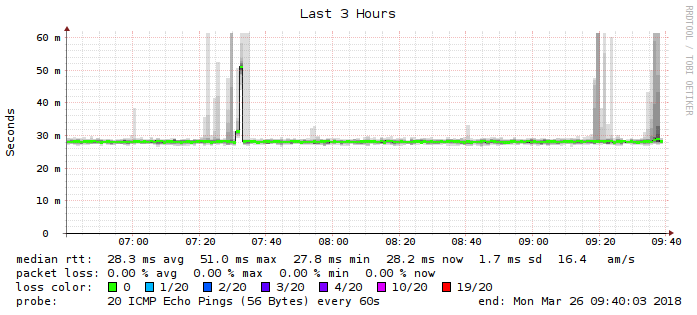 Last 3 Hours
RRDTOOL / TOBI OETIKER
Seconds
60 m
50 m
40 m
30 m
20 m
10 m
0
07:00 07:20 07:40 08:00 08:20 08:40 09:00 09:20 09:40
median rtt: 28.3 ms avg 51.0 ms max 27.8 ms min 28.2 ms now 1.7 ms sd 16.4 am/s
packet loss: 0.00 % avg 0.00 % max 0.00 % min 0.00 % now
loss color: 0 1/20 2/20 3/20 4/20 10/20 19/20
probe: 20 ICMP Echo Pings (56 Bytes) every 60s end: Mon Mar 26 09:40:03 2018